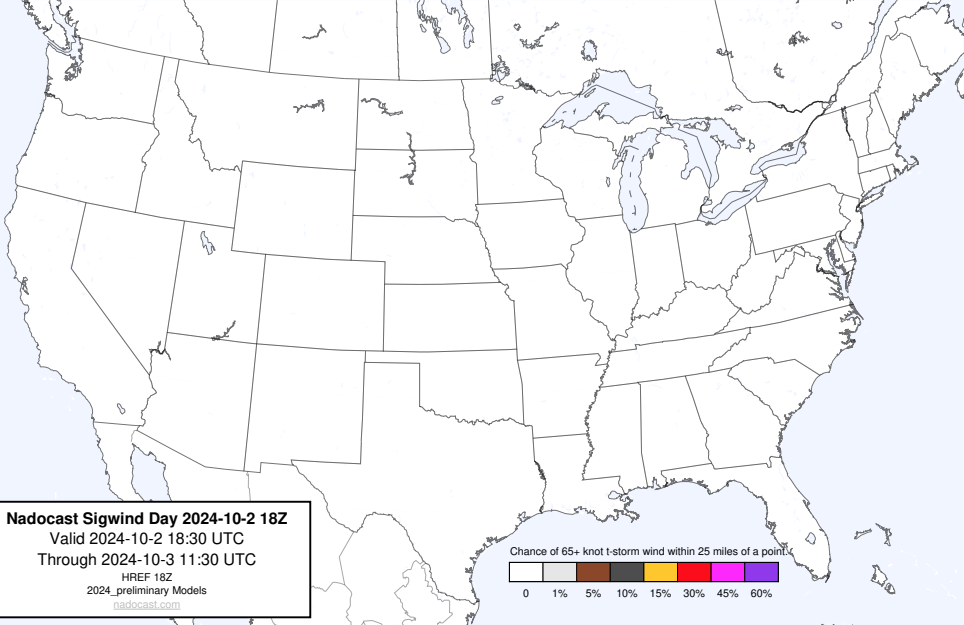 Nadocast Sigwind Day 2024-10-2 18Z
Valid 2024-10-2 18:30 UTC
Through 2024-10-3 11:30 UTC
HREF 18Z
2024_preliminary Models
nadocast.com
Chance of 65+ knot t-storm wind within 25 miles of a point.
0 1% 5% 10% 15% 30% 45% 60%